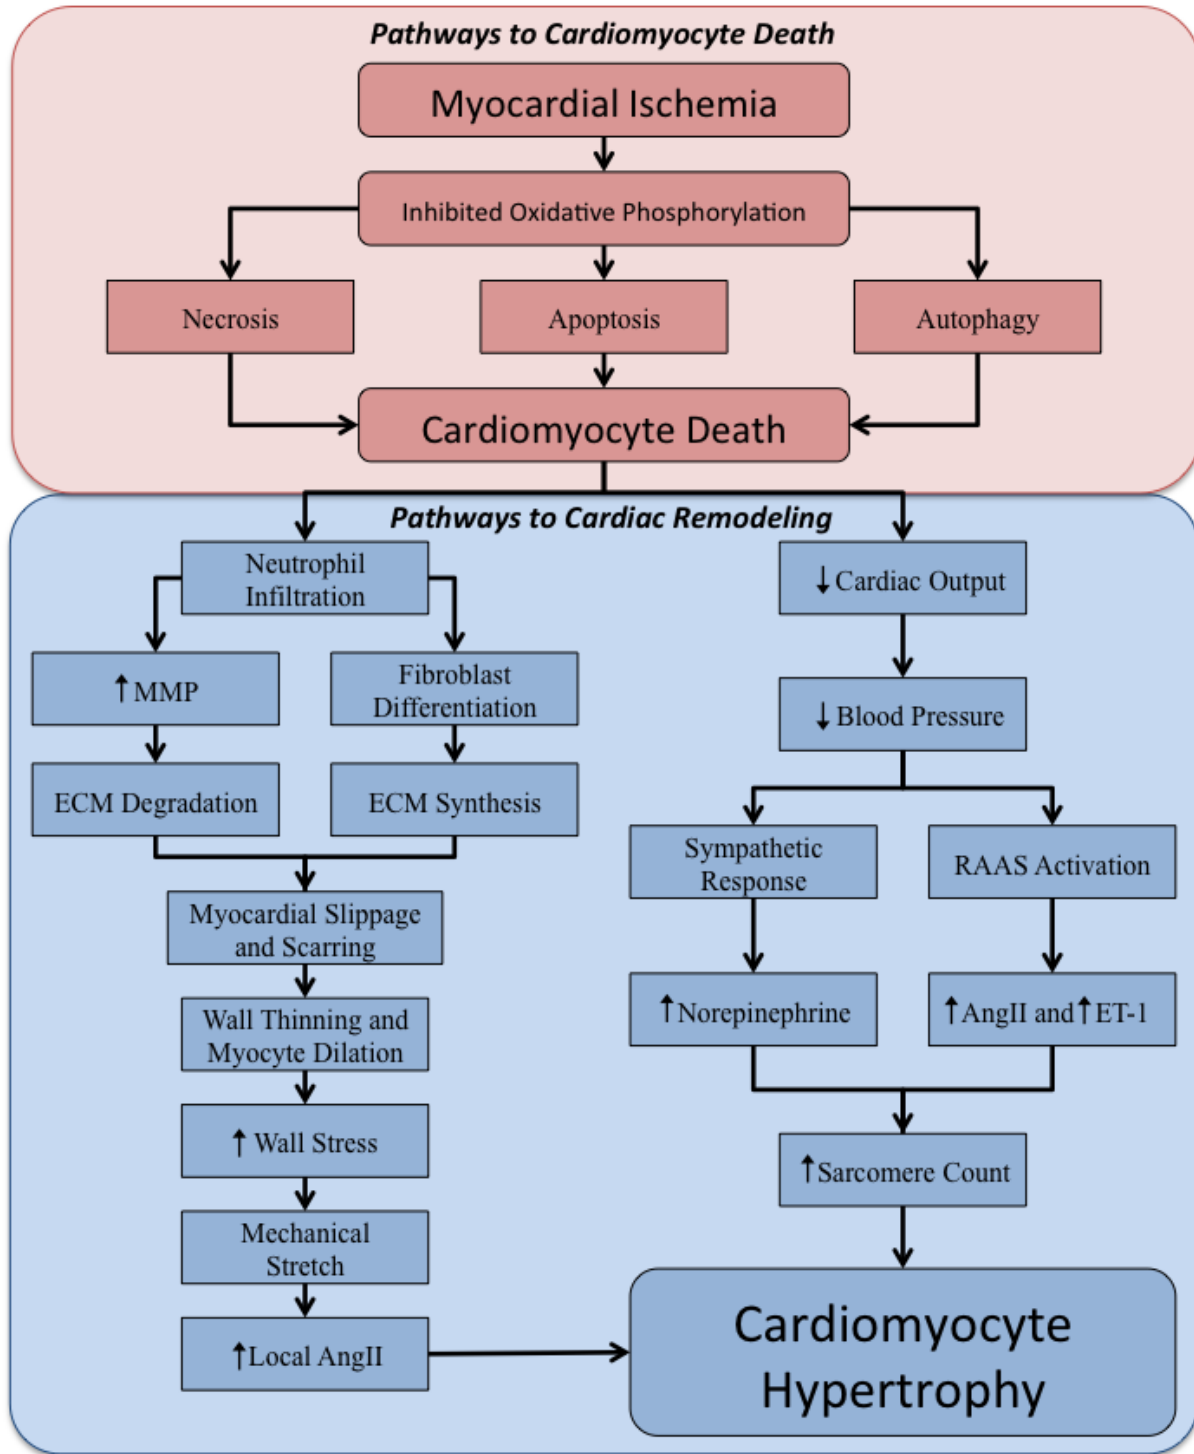 Pathways to Cardiomyocyte Death
Myocardial Ischemia
Inhibited Oxidative Phosphorylation
Necrosis
Apoptosis
Autophagy
Cardiomyocyte Death
Pathways to Cardiac Remodeling
Neutrophil
Infiltration
↑MMP
Fibroblast
Differentiation
ECM Degradation
ECM Synthesis
Myocardial Slippage
and Scarring
Wall Thinning and
Myocyte Dilation
↑ Wall Stress
Mechanical
Stretch
↑Local AngII
↓Cardiac Output
↓Blood Pressure
Sympathetic
Response
RAAS Activation
↑Norepinephrine
↑AngII and↑ET-1
↑Sarcomere Count
Cardiomyocyte
Hypertrophy